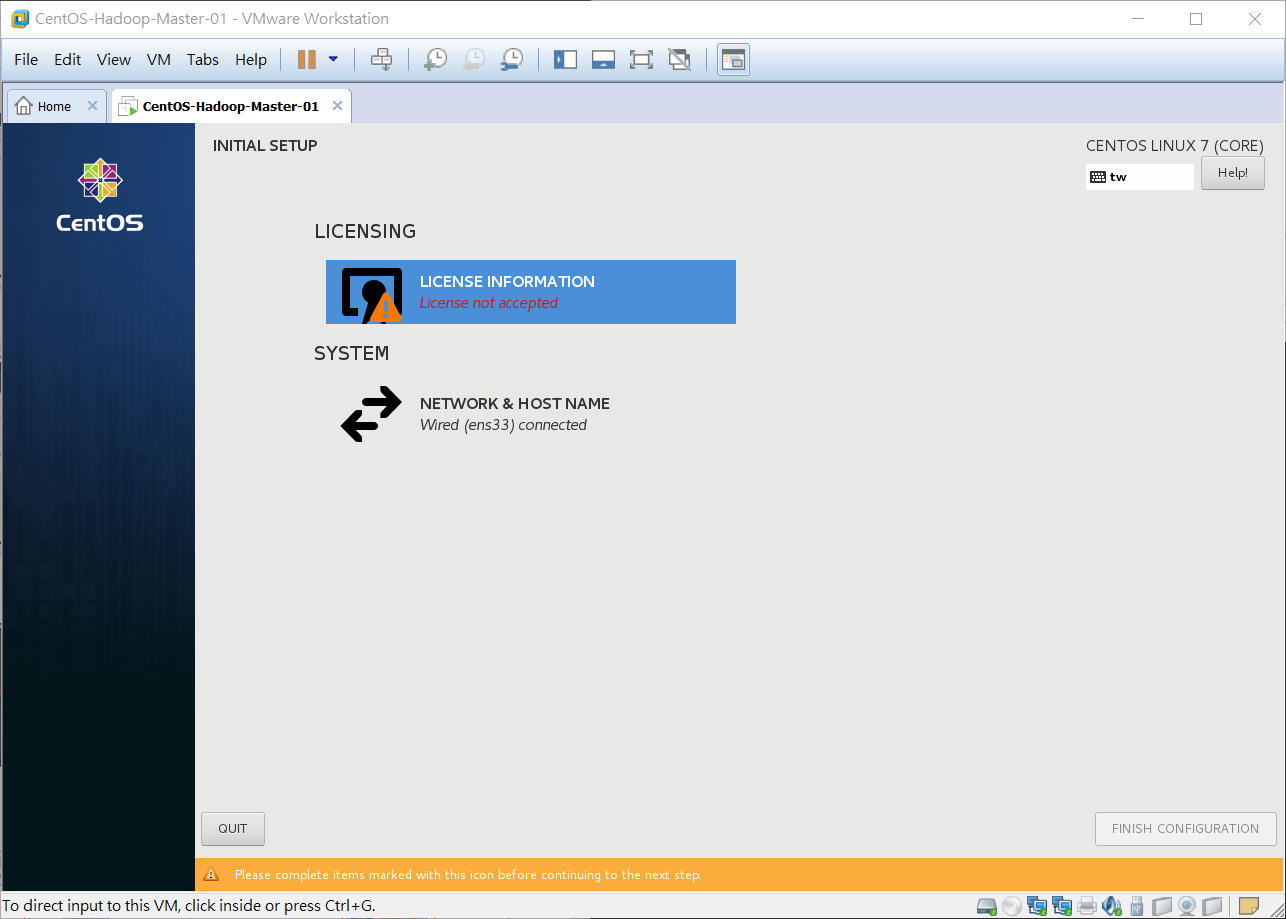 CentOS-Hadoop-Master-01 - VMware Workstation
File Edit View VM Tabs Help
Home CentOS-Hadoop-Master-01
CentOS
INITIAL SETUP
CENTOS LINUX 7 (CORE)
tw
Help!
LICENSING
LICENSE INFORMATION
License not accepted
SYSTEM
NETWORK & HOST NAME
Wired (ens33) connected
QUIT
FINISH CONFIGURATION
Please complete items marked with this icon before continuing to the next step.
To direct input to this VM, click inside or press Ctrl+G.